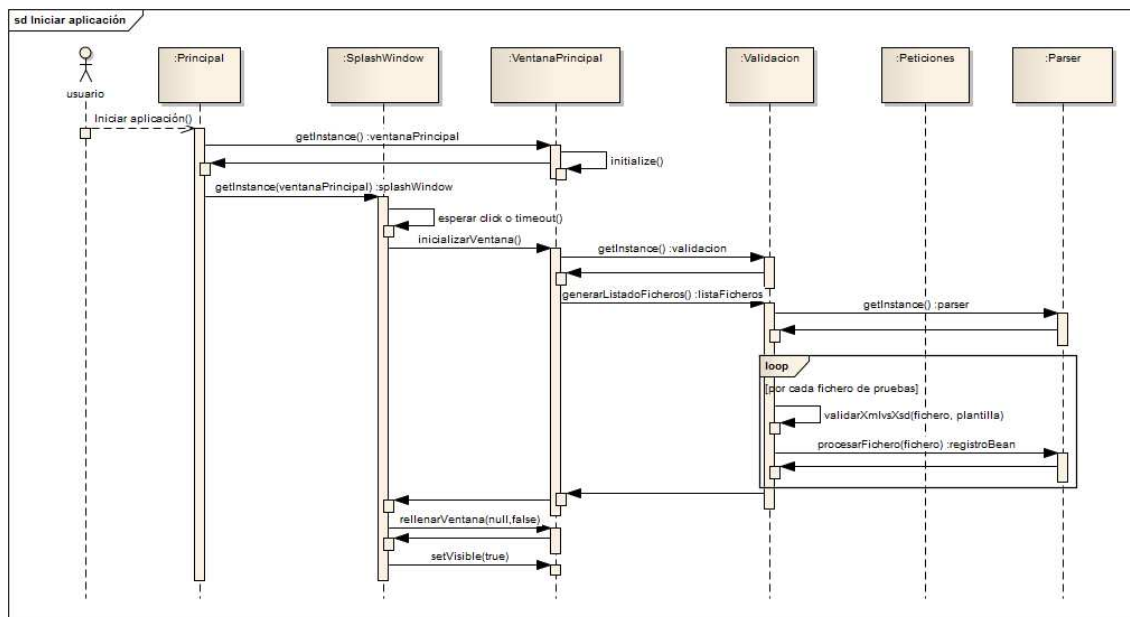 sd Iniciar aplicación
:Principal
:SplashWindow
:VentanaPrincipal
:Validacion
:Peticiones
:Parser
usuario
Iniciar aplicación()
getInstance() :ventanaPrincipal
initialize()
getInstance(ventanaPrincipal) :splashWindow
esperar click o timeout()
inicializarVentana()
getInstance() :validacion
generarListadoFicheros() :listaFicheros
getInstance() :parser
loop
[por cada fichero de pruebas]
validarXmlvsXsd(fichero, plantilla)
procesarFichero(fichero) :registroBean
rellenarVentana(null,false)
setVisible(true)